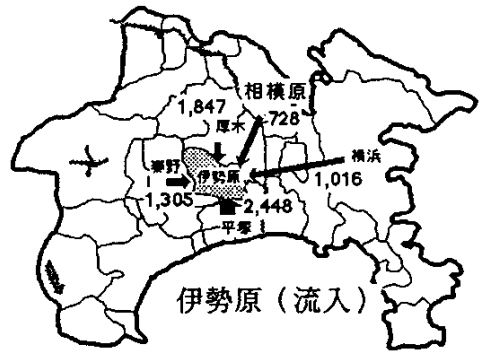 相模原
728
1,847
厚木
横浜
1,016
秦野
1,305
伊勢原
2,448
平塚
伊勢原（流入）